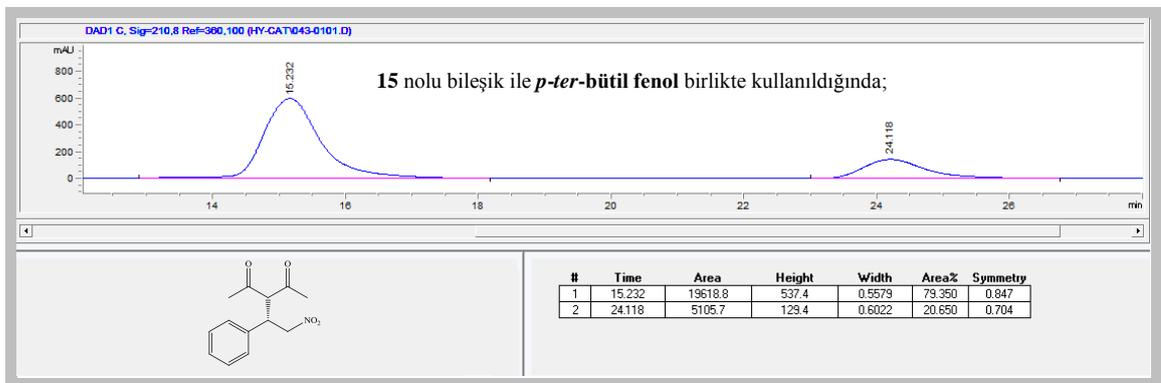 DAD1 C, Sig=210,8 Ref=360,100 (HY-CAT\043-0101.D)
mAU
800
600
400
200
0
15.232
15 nolu bileşik ile p-ter-bütil fenol birlikte kullanıldığında;
24.118
14 16 18 20 22 24 26 min
O O
NO2
# Time Area Height Width Area% Symmetry
1 15.232 19618.8 537.4 0.5579 79.350 0.847
2 24.118 5105.7 129.4 0.6022 20.650 0.704